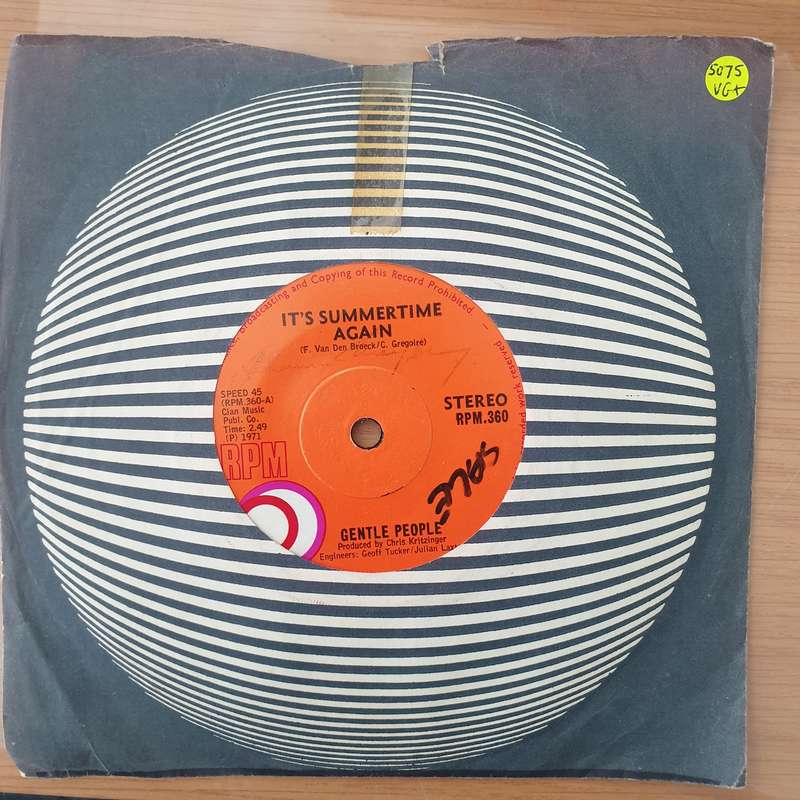 5075
VG+
Broadcasting and Copying of this Record Prohibited. –
work reserved
IT'S SUMMERTIME
AGAIN
(F. Van Den Broeck/C. Gregoire)
SPEED 45
(RPM.360-A)
Clan Music
Publ. Co.
Time: 2.49
(P) 1971
STEREO
RPM.360
RPM
SALE
GENTLE PEOPLE
Produced by Chris Kritzinger
Engineers: Geoff Tucker/Julian